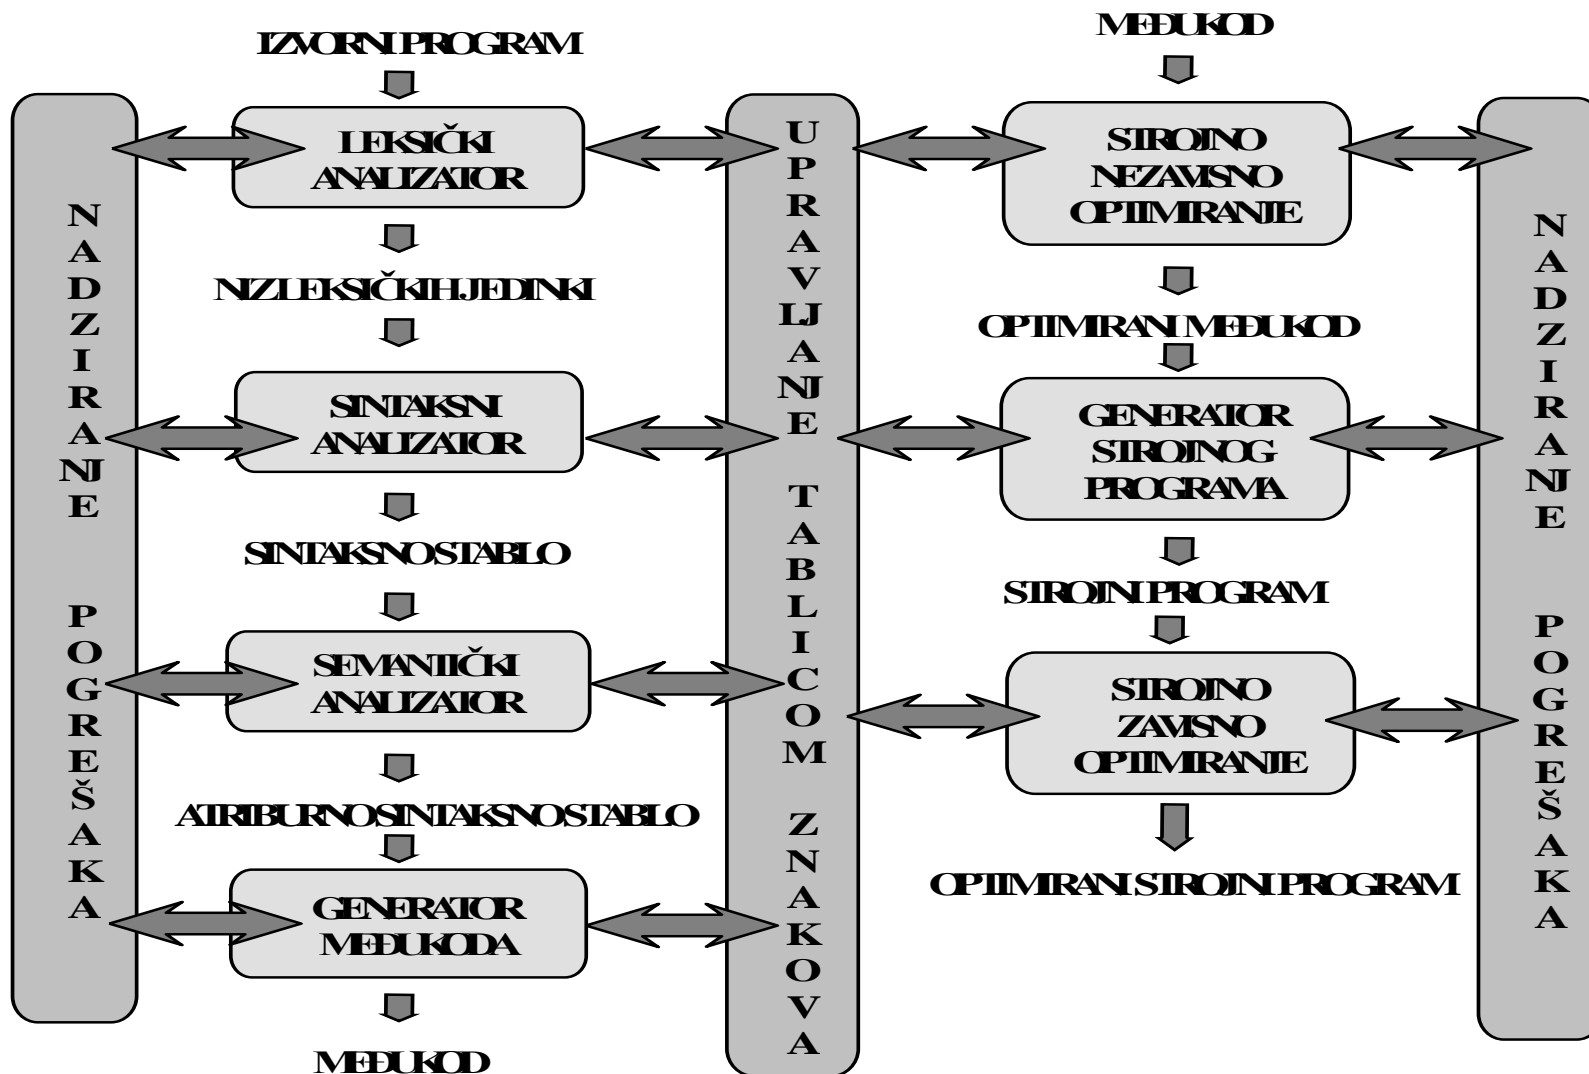 IZVORNI PROGRAM
LEKSIČKI
ANALIZATOR
NIZ LEKSIČKIH JEDINKI
SINTAKSNI
ANALIZATOR
SINTAKSNO STABLO
SEMANTIČKI
ANALIZATOR
ATRIBURNO SINTAKSNO STABLO
GENERATOR
MEĐUKODA
MEĐUKOD
NADZIRANJE POGREŠAKA
UPRAVLJANJE TABLICOM ZNAKOVA
MEĐUKOD
STROJNO
NEZAVISNO
OPTIMIRANJE
OPTIMIRANI MEĐUKOD
GENERATOR
STROJNOG
PROGRAMA
STROJNI PROGRAM
STROJNO
ZAVISNO
OPTIMIRANJE
OPTIMIRANI STROJNI PROGRAM
NADZIRANJE POGREŠAKA